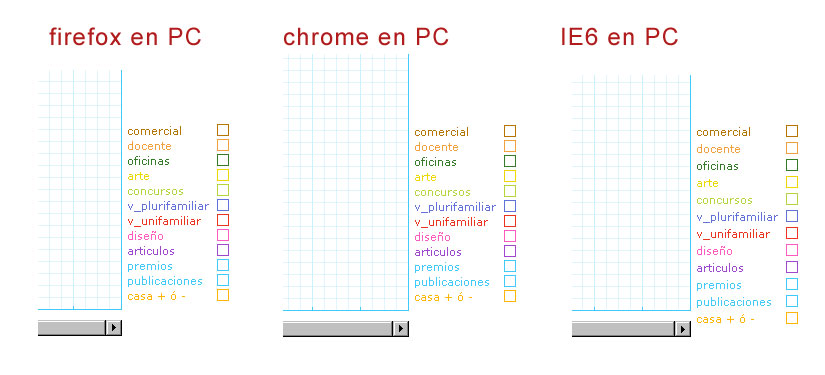 firefox en PC
chrome en PC
IE6 en PC
comercial
docente
oficinas
arte
concursos
v_plurifamiliar
v_unifamiliar
diseño
articulos
premios
publicaciones
casa + ó -
comercial
docente
oficinas
arte
concursos
v_plurifamiliar
v_unifamiliar
diseño
articulos
premios
publicaciones
casa + ó -
comercial
docente
oficinas
arte
concursos
v_plurifamiliar
v_unifamiliar
diseño
articulos
premios
publicaciones
casa + ó -